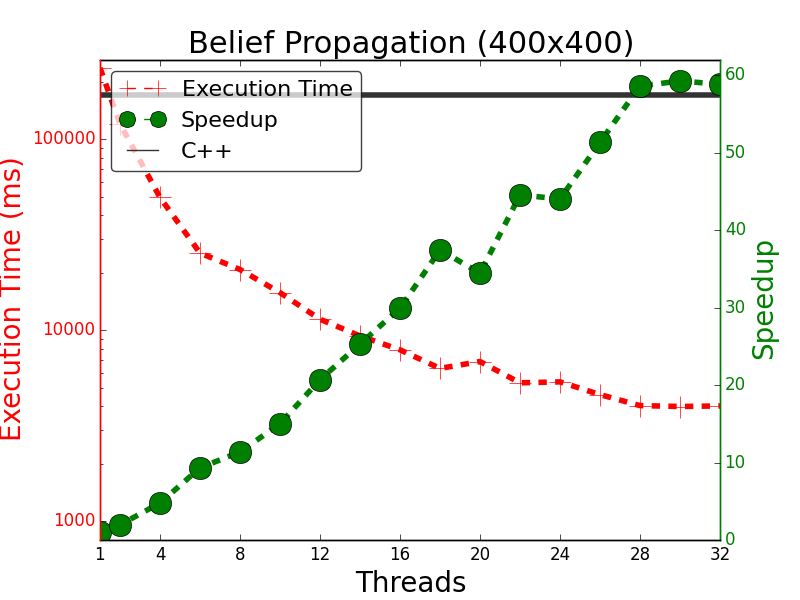 Belief Propagation (400x400)
Execution Time
Speedup
C++
Execution Time (ms)
100000
10000
1000
60
50
40
30
20
10
0
Speedup
1 4 8 12 16 20 24 28 32
Threads